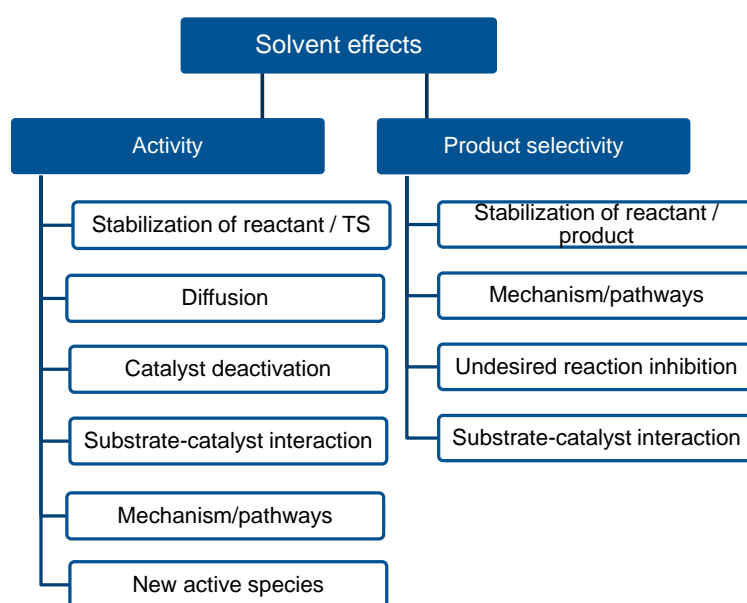 Solvent effects
Activity
Product selectivity
Stabilization of reactant / TS
Diffusion
Catalyst deactivation
Substrate-catalyst interaction
Mechanism/pathways
New active species
Stabilization of reactant /
product
Mechanism/pathways
Undesired reaction inhibition
Substrate-catalyst interaction